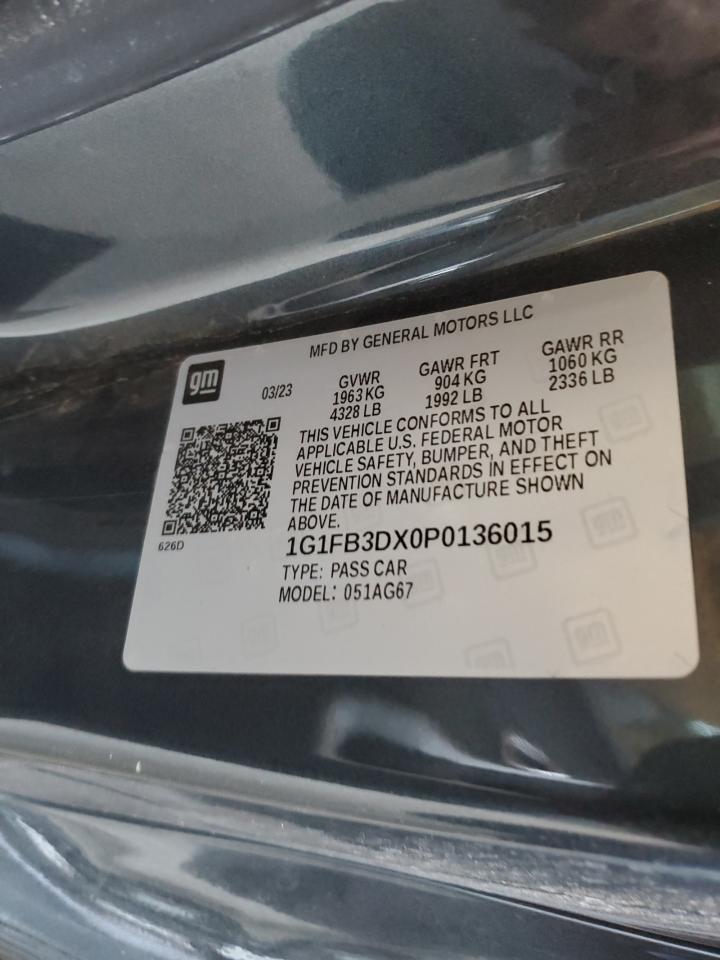 MFD BY GENERAL MOTORS LLC
gm
03/23
GVWR
1963 KG
4328 LB
GAWR FRT
904 KG
1992 LB
GAWR RR
1060 KG
2336 LB
THIS VEHICLE CONFORMS TO ALL
APPLICABLE U.S. FEDERAL MOTOR
VEHICLE SAFETY, BUMPER, AND THEFT
PREVENTION STANDARDS IN EFFECT ON
THE DATE OF MANUFACTURE SHOWN
ABOVE.
626D
1G1FB3DX0P0136015
TYPE: PASS CAR
MODEL: 051AG67